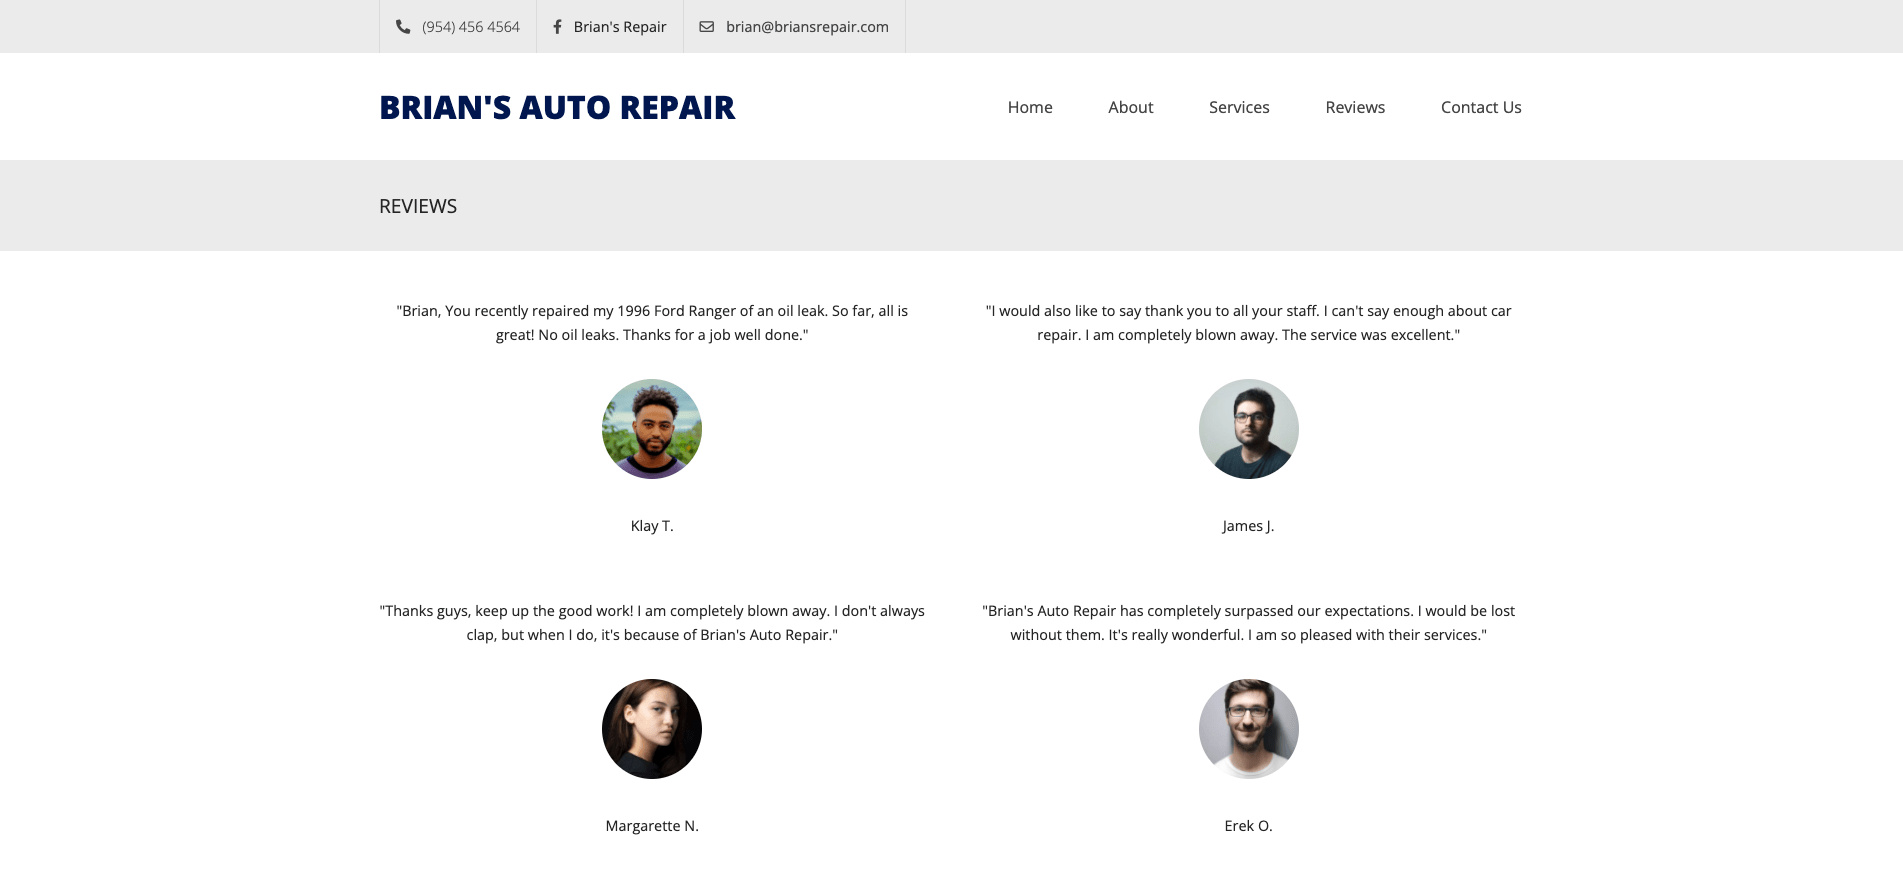 (954) 456 4564
Brian's Repair
brian@briansrepair.com
BRIAN'S AUTO REPAIR
Home
About
Services
Reviews
Contact Us
REVIEWS
"Brian, You recently repaired my 1996 Ford Ranger of an oil leak. So far, all is
great! No oil leaks. Thanks for a job well done."
Klay T.
"I would also like to say thank you to all your staff. I can't say enough about car
repair. I am completely blown away. The service was excellent."
James J.
"Thanks guys, keep up the good work! I am completely blown away. I don't always
clap, but when I do, it's because of Brian's Auto Repair."
Margarette N.
"Brian's Auto Repair has completely surpassed our expectations. I would be lost
without them. It's really wonderful. I am so pleased with their services."
Erek O.